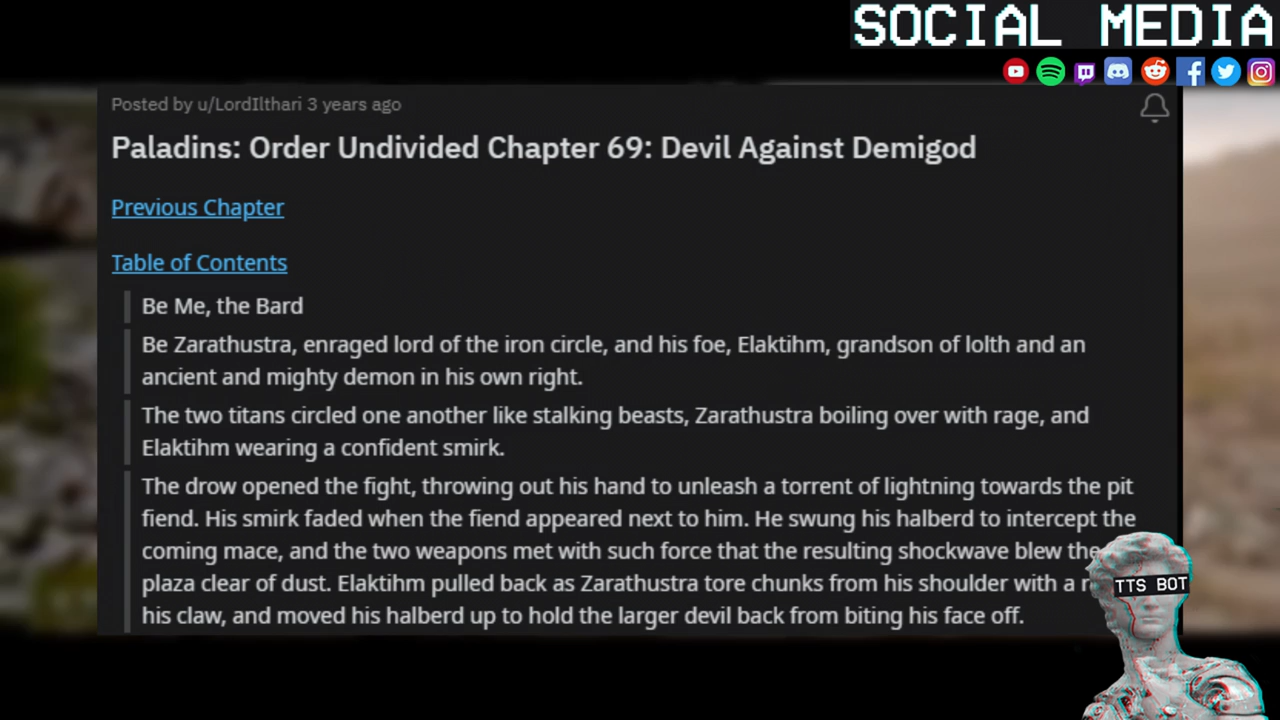 SOCIAL MEDIA
Posted by u/LordIlthari 3 years ago
Paladins: Order Undivided Chapter 69: Devil Against Demigod
Previous Chapter
Table of Contents
Be Me, the Bard
Be Zarathustra, enraged lord of the iron circle, and his foe, Elaktihm, grandson of lolth and an
ancient and mighty demon in his own right.
The two titans circled one another like stalking beasts, Zarathustra boiling over with rage, and
Elaktihm wearing a confident smirk.
The drow opened the fight, throwing out his hand to unleash a torrent of lightning towards the pit
fiend. His smirk faded when the fiend appeared next to him. He swung his halberd to intercept the
coming mace, and the two weapons met with such force that the resulting shockwave blew the
plaza clear of dust. Elaktihm pulled back as Zarathustra tore chunks from his shoulder with a
his claw, and moved his halberd up to hold the larger devil back from biting his face off.
TTS BOT